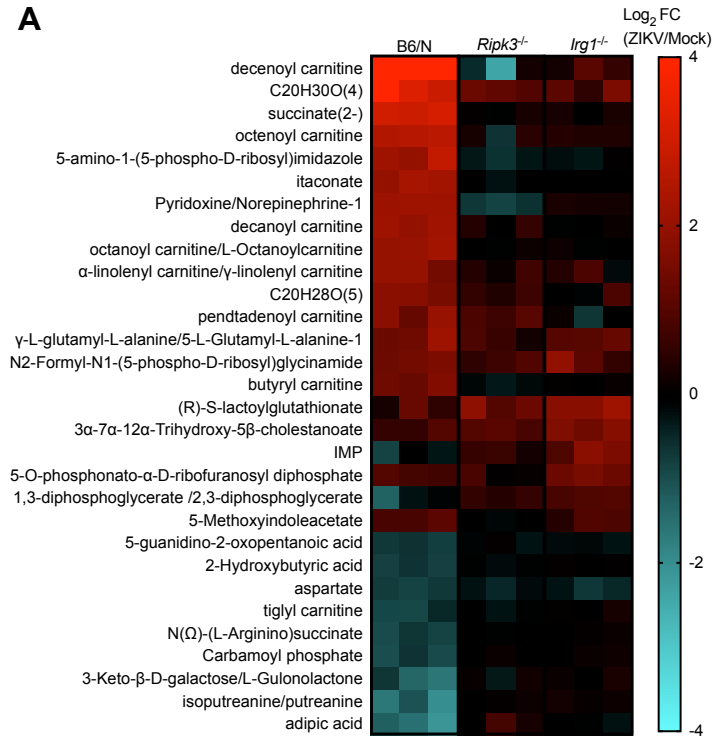 A
B6/N
Ripk3-/-
Irg1-/-
Log2 FC
(ZIKV/Mock)
decenoyl carnitine
C20H30O(4)
succinate(2-)
octenoyl carnitine
5-amino-1-(5-phospho-D-ribosyl)imidazole
itaconate
Pyridoxine/Norepinephrine-1
decanoyl carnitine
octanoyl carnitine/L-Octanoylcarnitine
α-linolenyl carnitine/γ-linolenyl carnitine
C20H28O(5)
pendtadenoyl carnitine
γ-L-glutamyl-L-alanine/5-L-Glutamyl-L-alanine-1
N2-Formyl-N1-(5-phospho-D-ribosyl)glycinamide
butyryl carnitine
(R)-S-lactoylglutathionate
3α-7α-12α-Trihydroxy-5β-cholestanoate
IMP
5-O-phosphonato-α-D-ribofuranosyl diphosphate
1,3-diphosphoglycerate /2,3-diphosphoglycerate
5-Methoxyindoleacetate
5-guanidino-2-oxopentanoic acid
2-Hydroxybutyric acid
aspartate
tiglyl carnitine
N(Ω)-(L-Arginino)succinate
Carbamoyl phosphate
3-Keto-β-D-galactose/L-Gulonolactone
isoputreanine/putreanine
adipic acid
4
2
0
-2
-4